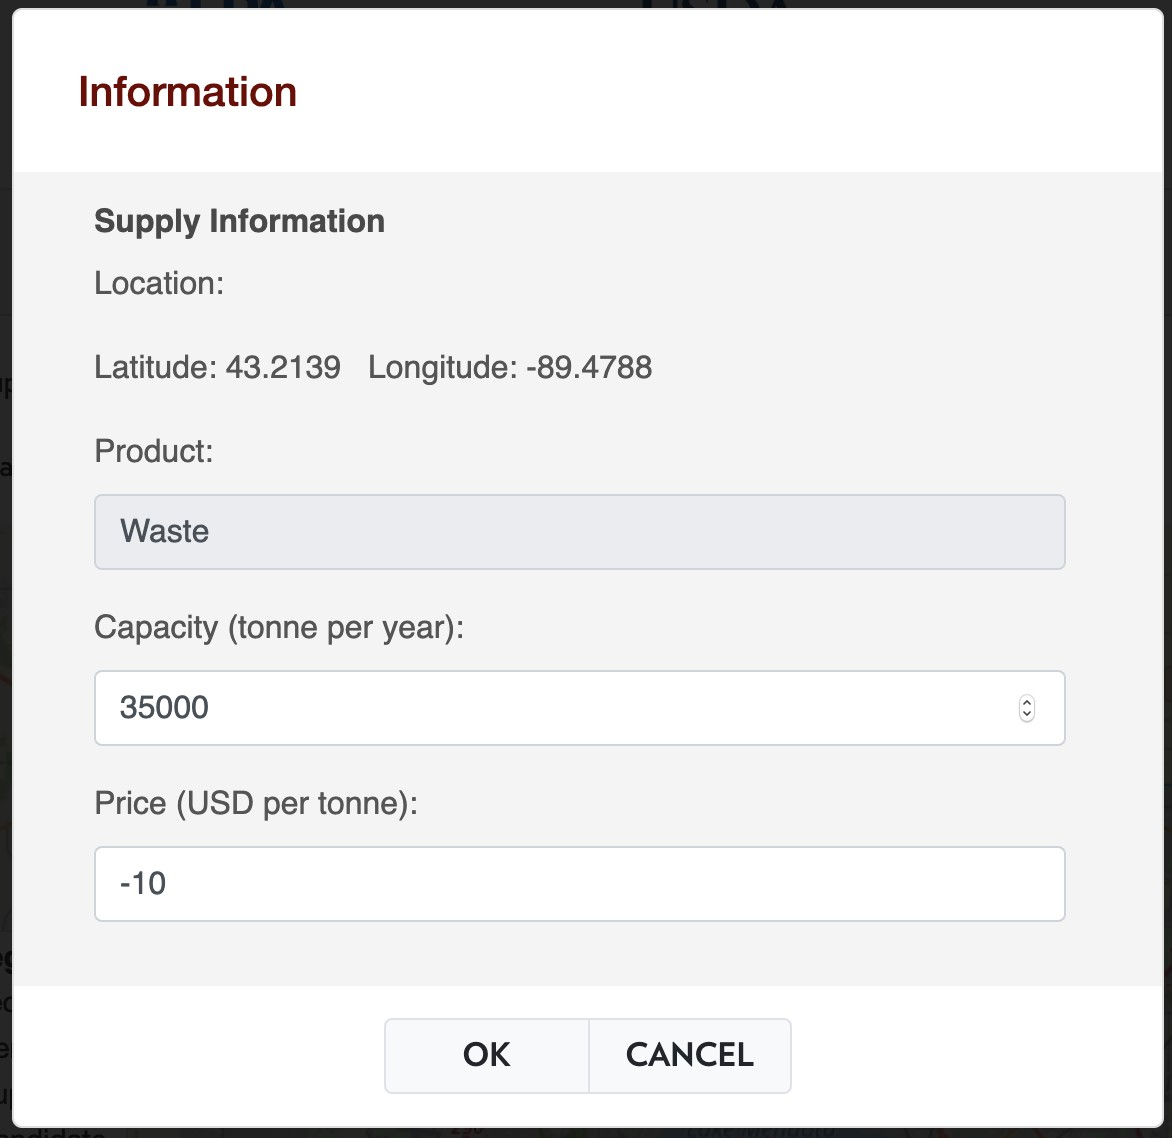 Information
Supply Information
Location:
Latitude: 43.2139 Longitude: -89.4788
Product:
Waste
Capacity (tonne per year):
35000
Price (USD per tonne):
-10
OK CANCEL